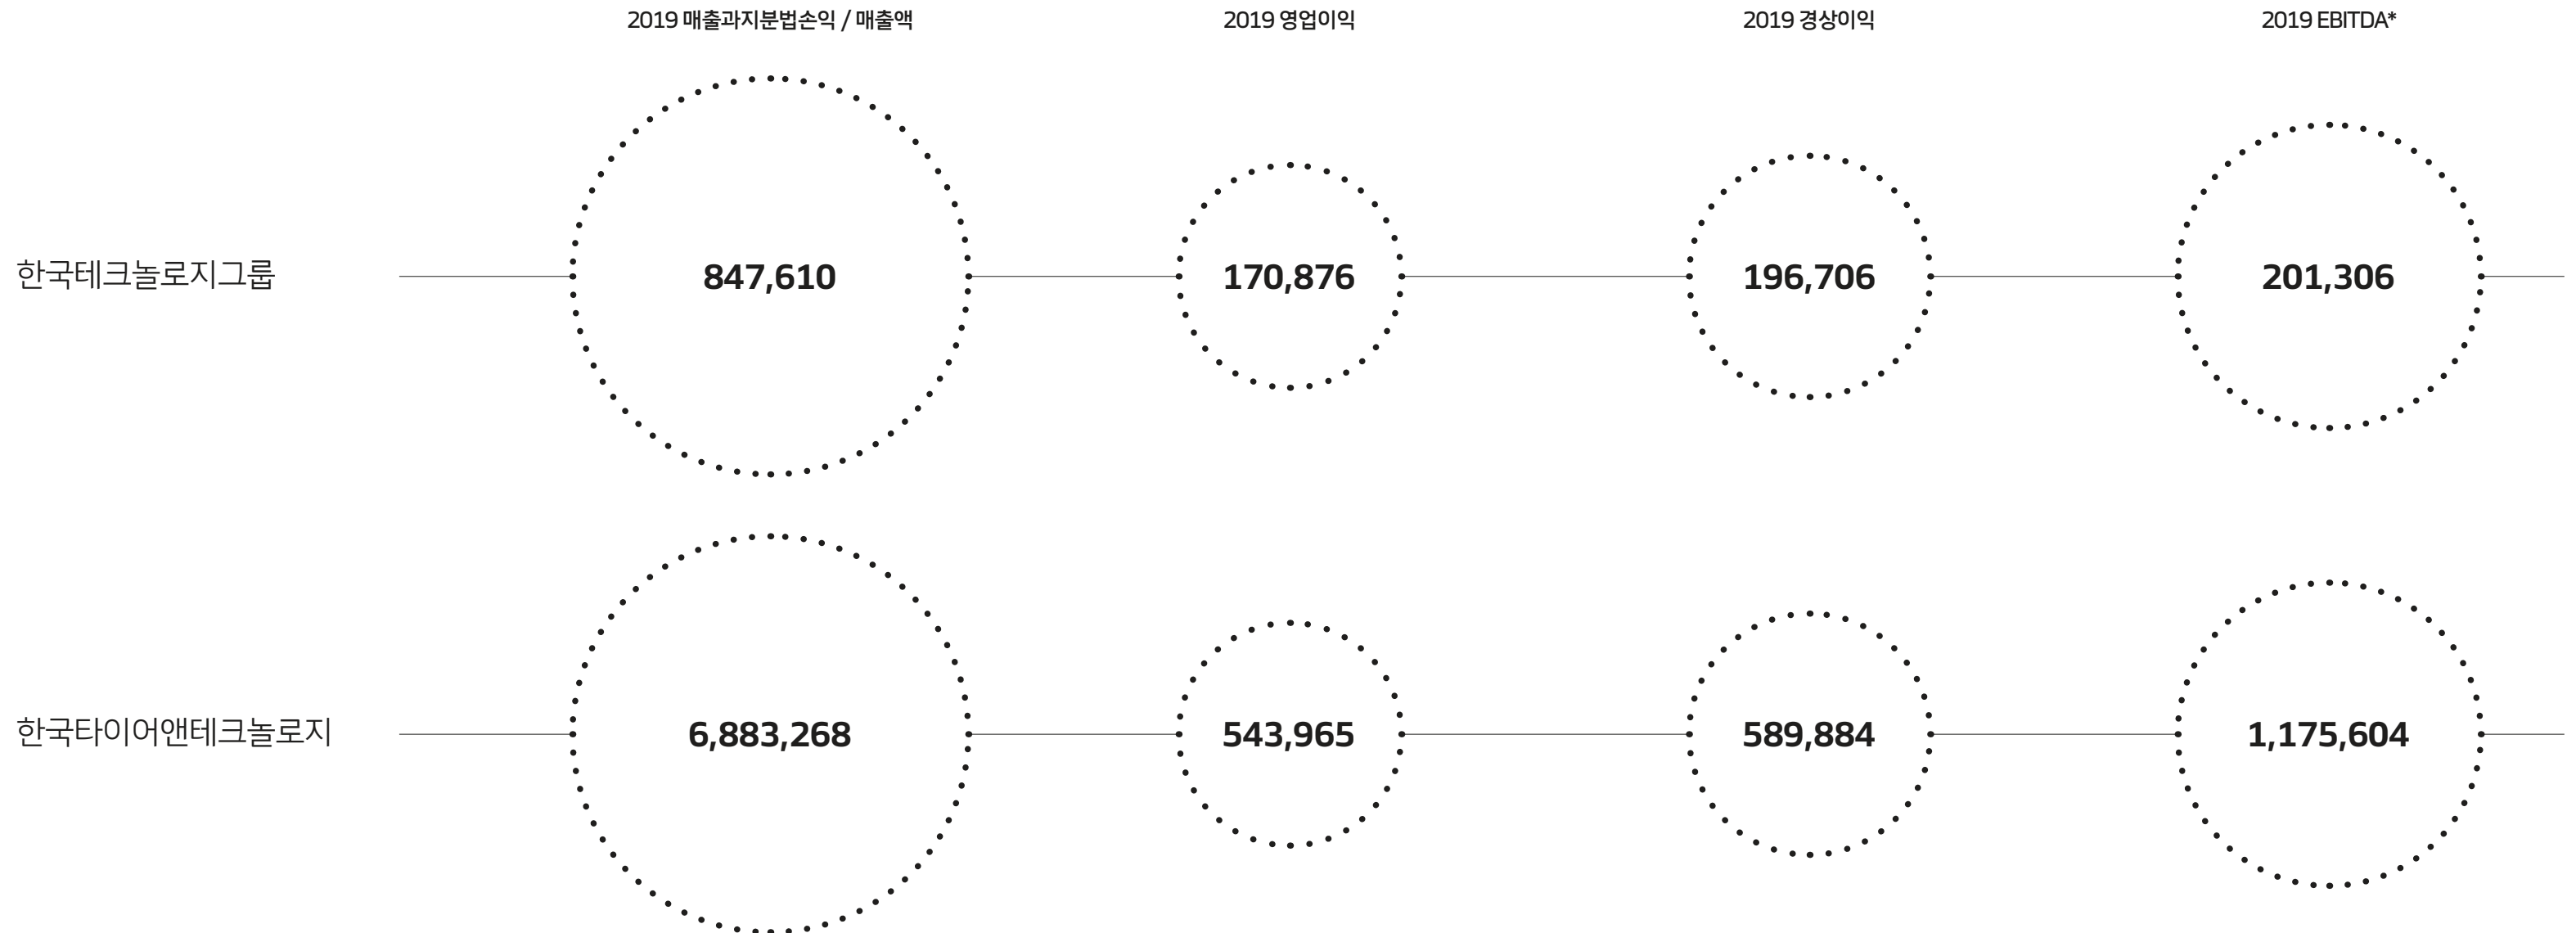 2019 매출과지분법손익 / 매출액 2019 영업이익 2019 경상이익 2019 EBITDA*
한국테크놀로지그룹 847,610 170,876 196,706 201,306
한국타이어앤테크놀로지 6,883,268 543,965 589,884 1,175,604